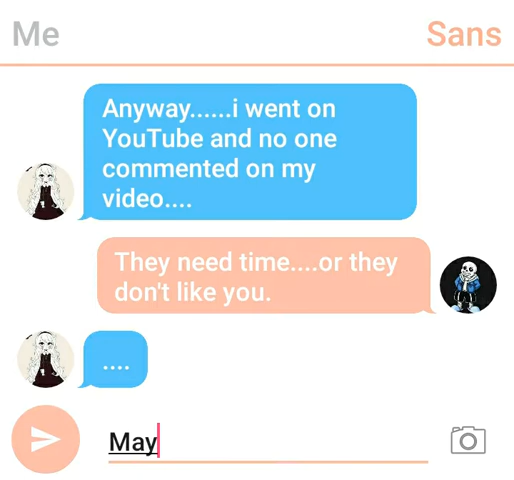 Me
Sans
Anyway......i went on
YouTube and no one
commented on my
video....
They need time....or they
don't like you.
....
May